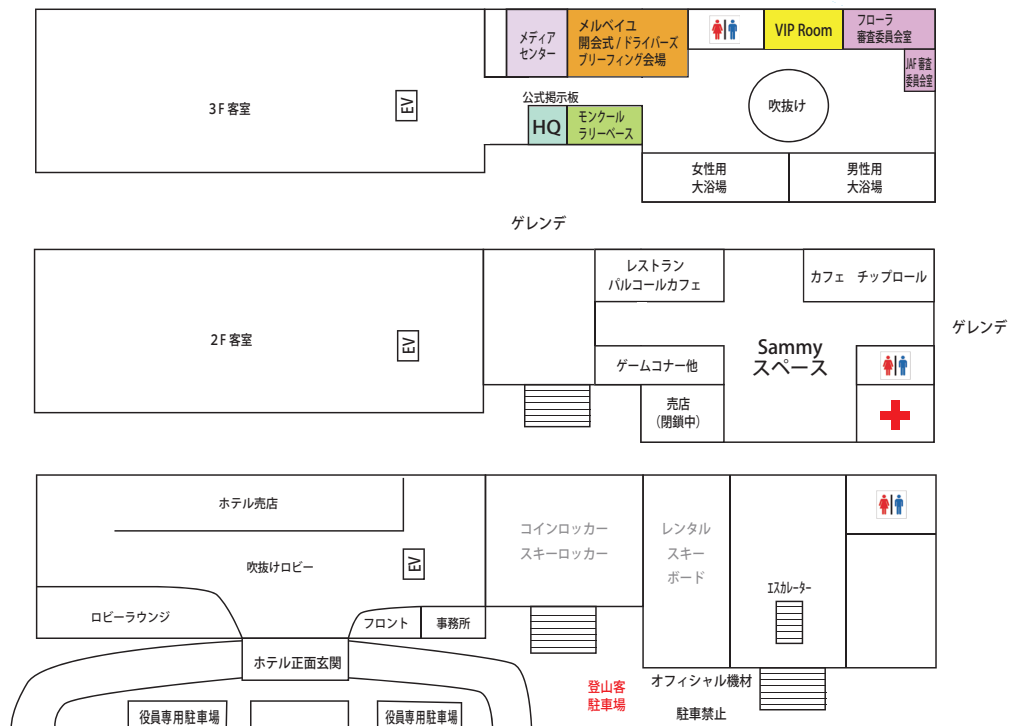 メディア
センター
メルベイユ
開会式 / ドライバーズ
ブリーフィング会場
VIP Room
フローラ
審査委員会室
JAF 審査
委員会室
3F 客室
EV
公式掲示板
HQ
モンクール
ラリーベース
吹抜け
女性用
大浴場
男性用
大浴場
ゲレンデ
レストラン
パルコールカフェ
カフェ　チップロール
2F 客室
EV
ゲレンデ
Sammy
スペース
ゲームコナー他
売店
（閉鎖中）
ホテル売店
コインロッカー
スキーロッカー
レンタル
スキー
ボード
吹抜けロビー
EV
エスカレーター
ロビーラウンジ
フロント
事務所
ホテル正面玄関
登山客
駐車場
オフィシャル機材
駐車禁止
役員専用駐車場
役員専用駐車場